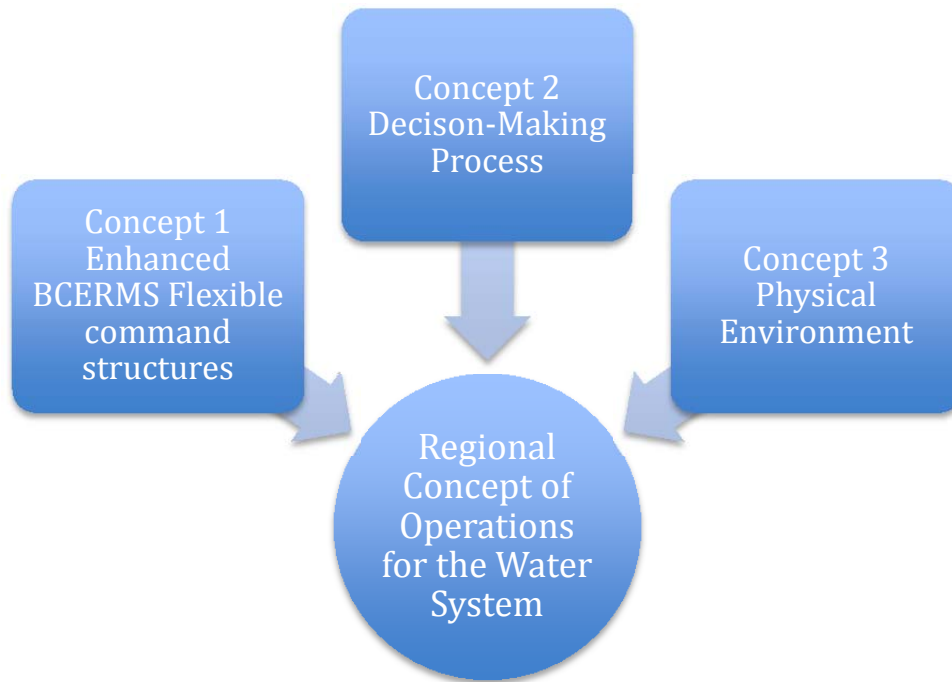 Concept 1
Enhanced
BCERMS Flexible
command
structures
Concept 2
Decison-Making
Process
Concept 3
Physical
Environment
Regional
Concept of
Operations
for the Water
System